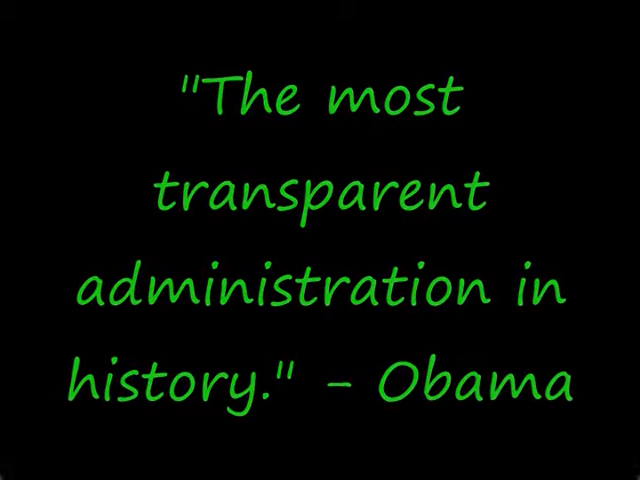 "The most
transparent
administration in
history." - Obama